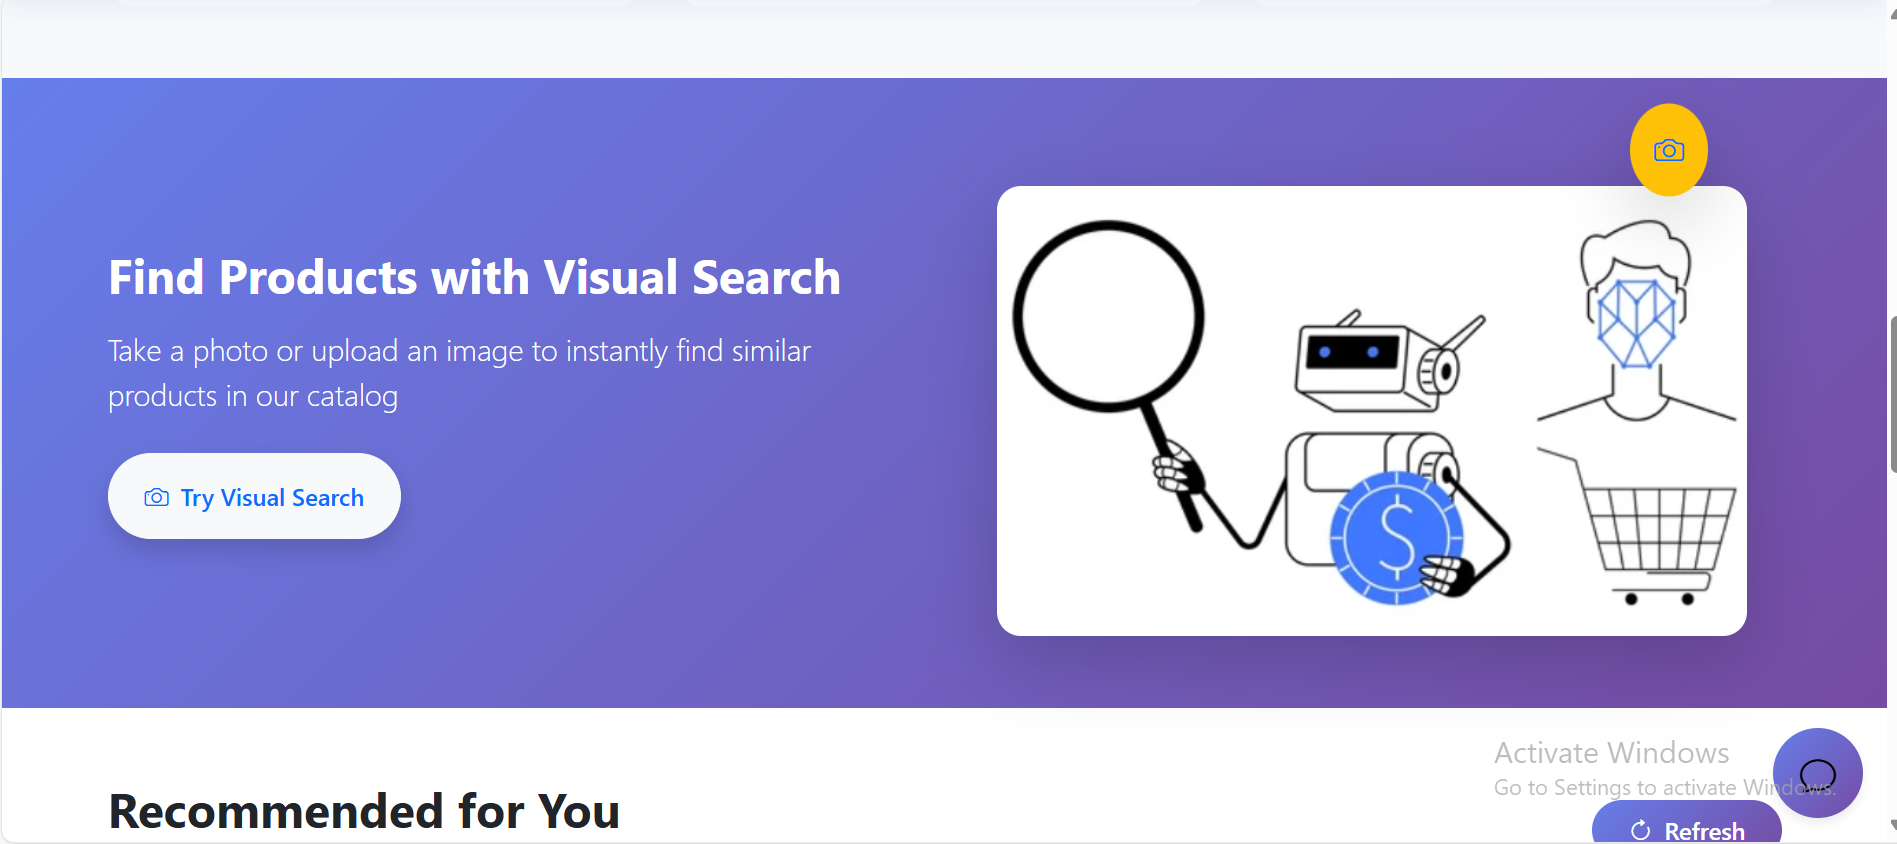 Find Products with Visual Search
Take a photo or upload an image to instantly find similar
products in our catalog
Try Visual Search
$
Activate Windows
Go to Settings to activate Windows.
Recommended for You
Refresh